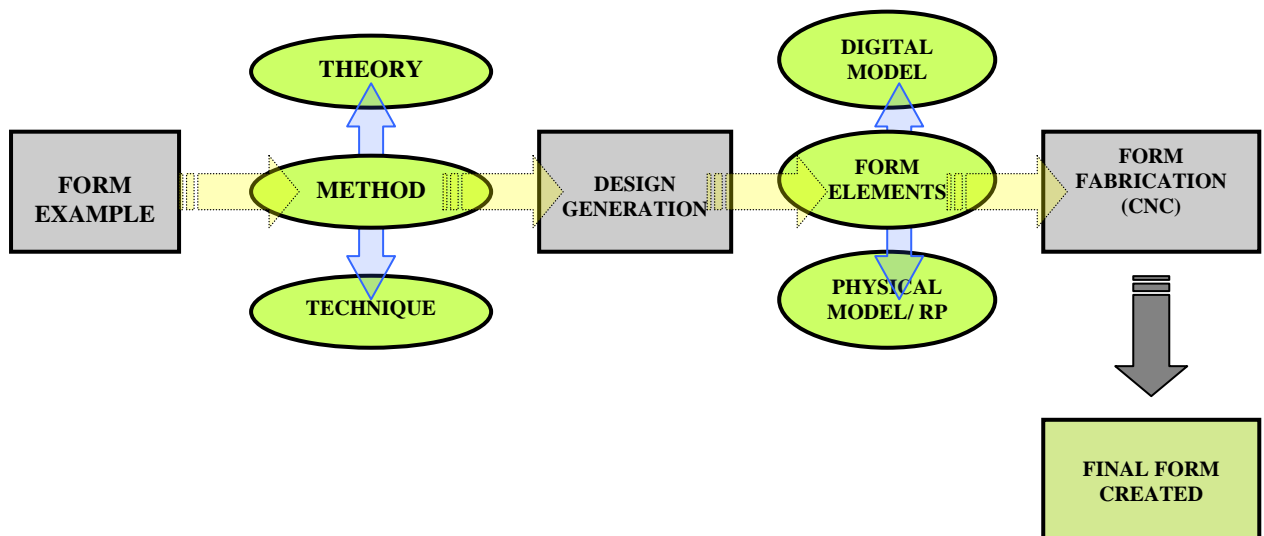 THEORY
DIGITAL
MODEL
FORM
EXAMPLE
METHOD
DESIGN
GENERATION
FORM
ELEMENTS
FORM
FABRICATION
(CNC)
TECHNIQUE
PHYSICAL
MODEL/ RP
FINAL FORM
CREATED